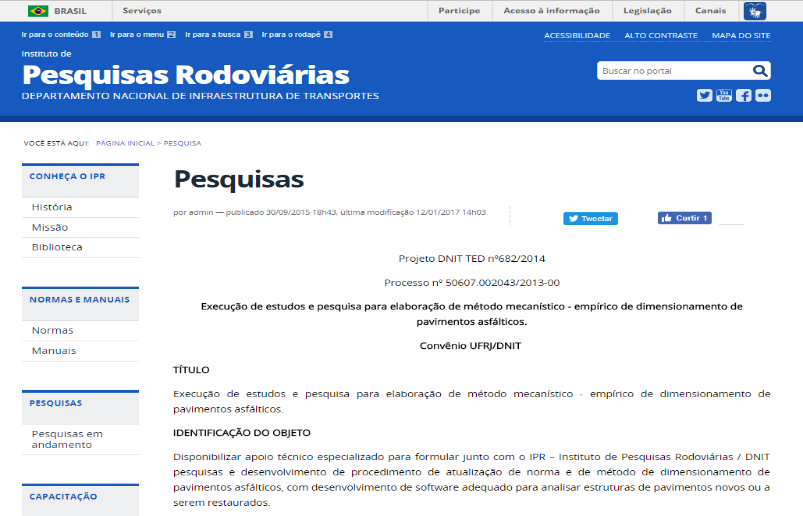 BRASIL Serviços Participe Acesso à informação Legislação Canais
Ir para o conteúdo 1 Ir para o menu 2 Ir para a busca 3 Ir para o rodapé 4
ACESSIBILIDADE ALTO CONTRASTE MAPA DO SITE
Instituto de
Pesquisas Rodoviárias
DEPARTAMENTO NACIONAL DE INFRAESTRUTURA DE TRANSPORTES
Buscar no portal
You Tube
VOCÊ ESTÁ AQUI: PÁGINA INICIAL > PESQUISA
CONHEÇA O IPR
História
Missão
Biblioteca
NORMAS E MANUAIS
Normas
Manuais
PESQUISAS
Pesquisas em
andamento
CAPACITAÇÃO
Pesquisas
por admin — publicado 30/09/2015 18h43, última modificação 12/01/2017 14h03
Tweetar
Curtir 1
Projeto DNIT TED nº682/2014
Processo nº 50607.002043/2013-00
Execução de estudos e pesquisa para elaboração de método mecanístico - empírico de dimensionamento de
pavimentos asfálticos.
Convênio UFRJ/DNIT
TÍTULO
Execução de estudos e pesquisa para elaboração de método mecanístico - empírico de dimensionamento de
pavimentos asfálticos.
IDENTIFICAÇÃO DO OBJETO
Disponibilizar apoio técnico especializado para formular junto com o IPR – Instituto de Pesquisas Rodoviárias / DNIT
pesquisas e desenvolvimento de procedimento de atualização de norma e de método de dimensionamento de
pavimentos asfálticos, com desenvolvimento de software adequado para analisar estruturas de pavimentos novos ou a
serem restaurados.